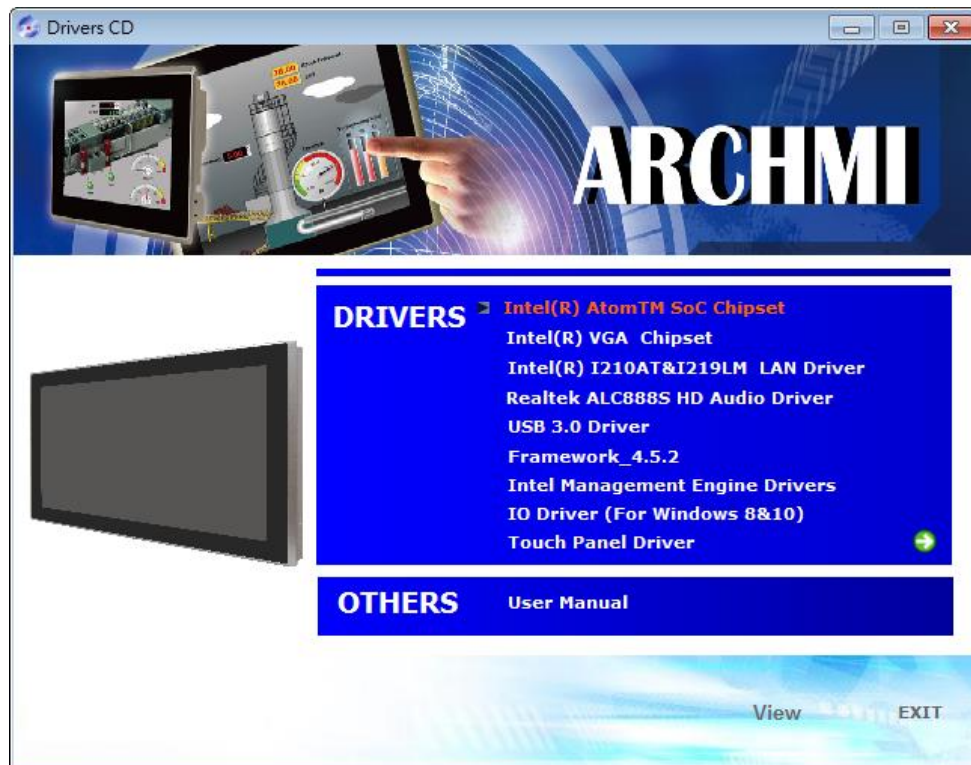 Drivers CD
ARCHMI
DRIVERS
Intel(R) AtomTM SoC Chipset
Intel(R) VGA Chipset
Intel(R) I210AT&I219LM LAN Driver
Realtek ALC888S HD Audio Driver
USB 3.0 Driver
Framework_4.5.2
Intel Management Engine Drivers
IO Driver (For Windows 8&10)
Touch Panel Driver
OTHERS
User Manual
View
EXIT